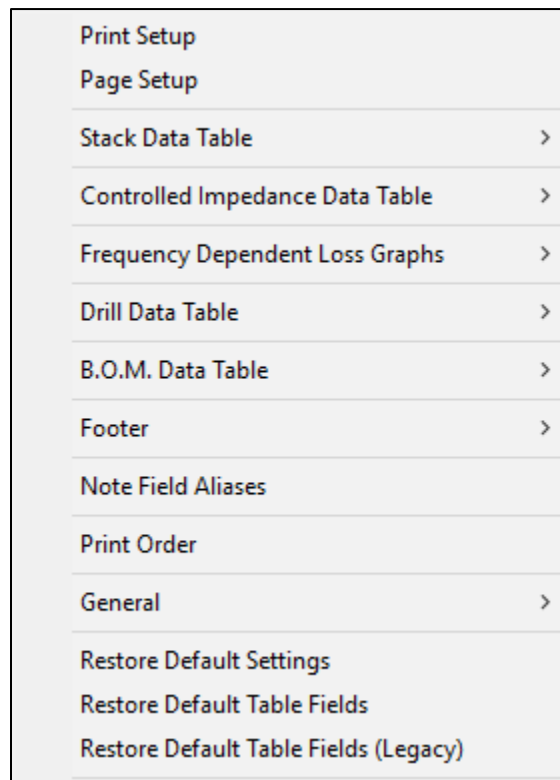 Print Setup
Page Setup
Stack Data Table
Controlled Impedance Data Table
Frequency Dependent Loss Graphs
Drill Data Table
B.O.M. Data Table
Footer
Note Field Aliases
Print Order
General
Restore Default Settings
Restore Default Table Fields
Restore Default Table Fields (Legacy)